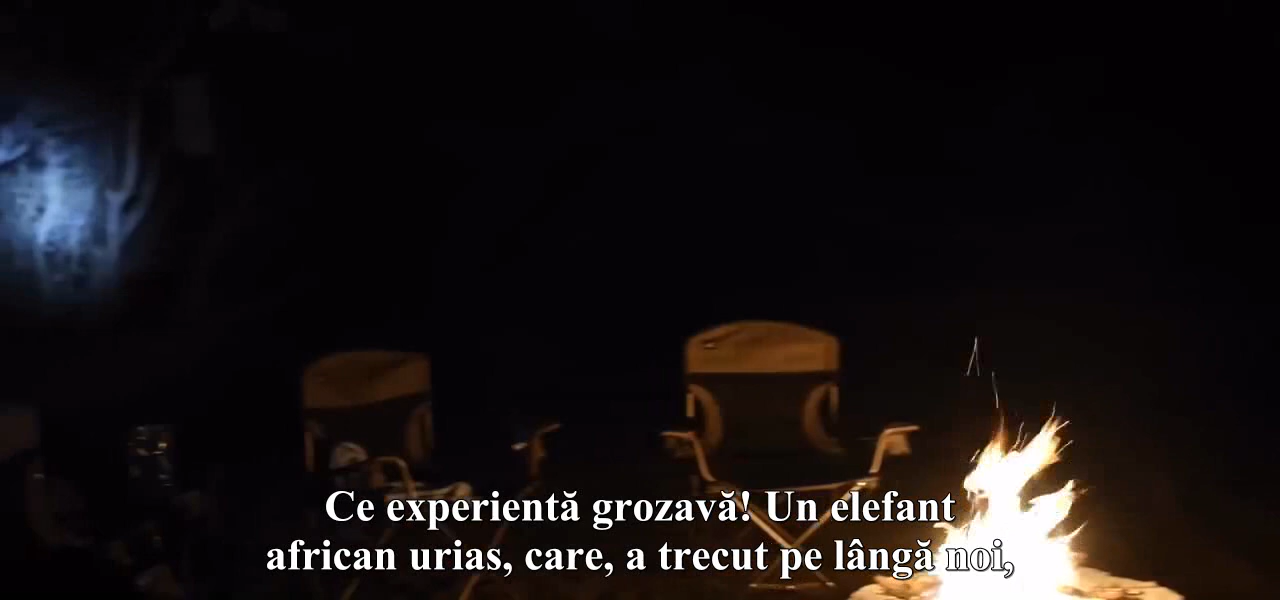 Ce experientă grozavă! Un elefant
african urias, care, a trecut pe lângă noi,